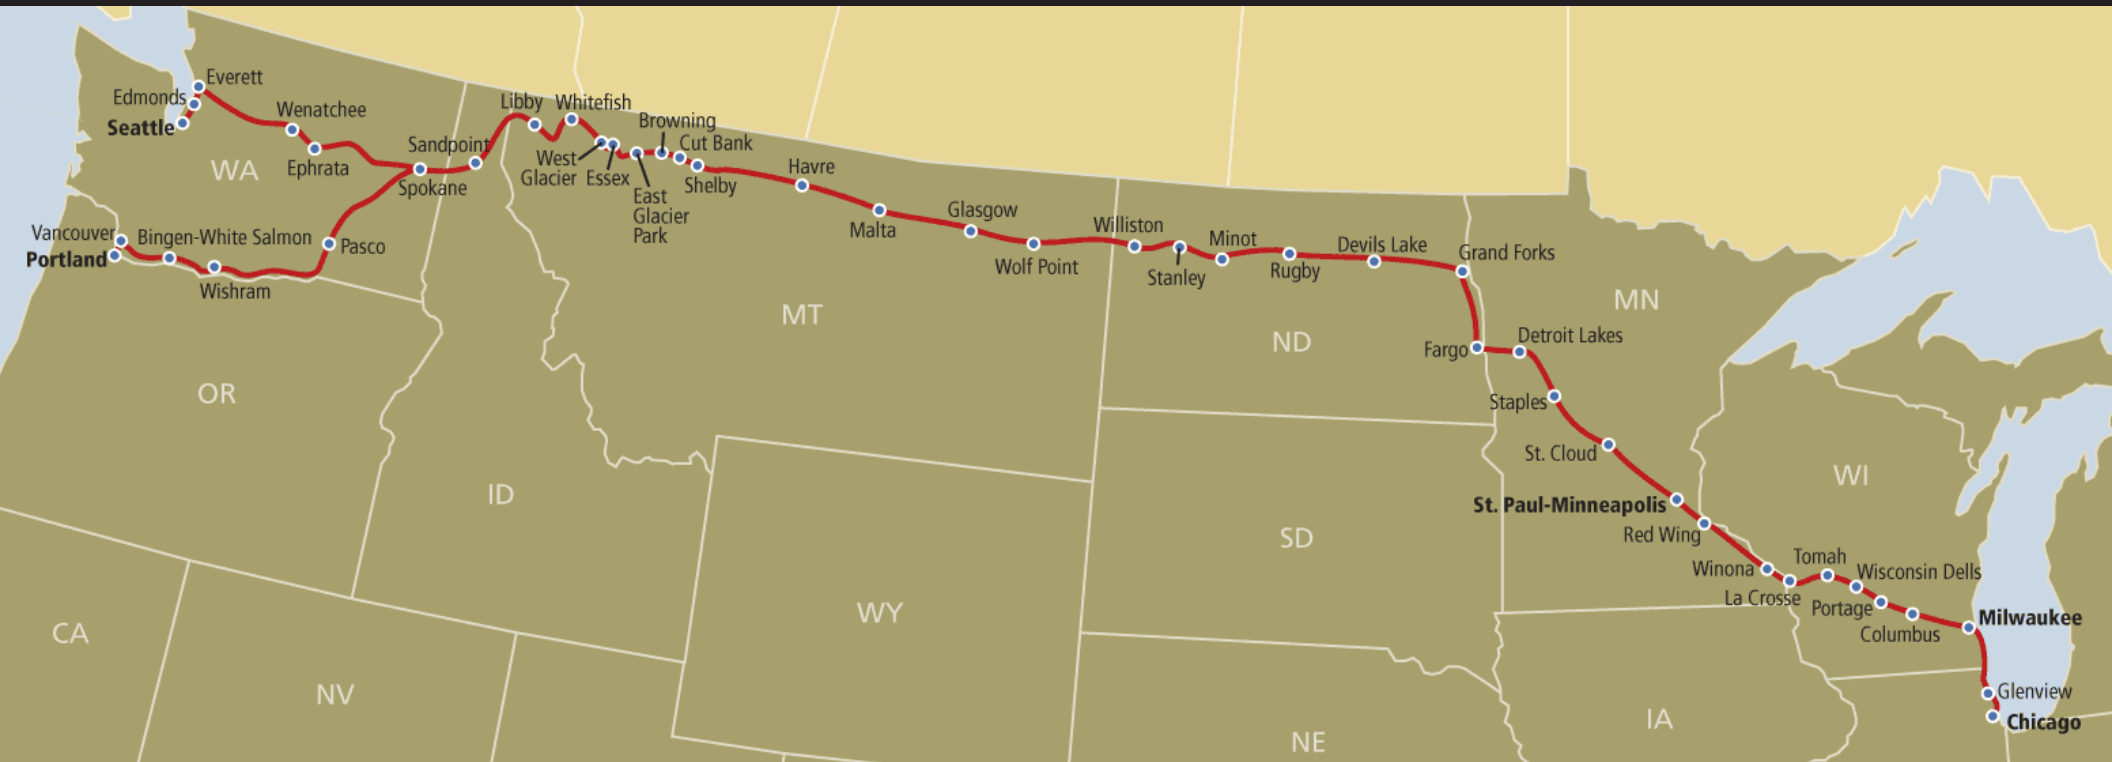 Everett
Edmonds
Seattle
Wenatchee
Ephrata
WA
Spokane
Sandpoint
Libby
Whitefish
West
Glacier
Essex
East
Glacier
Park
Browning
Cut Bank
Shelby
Havre
Malta
Glasgow
Wolf Point
Williston
Stanley
Minot
Rugby
Devils Lake
Grand Forks
Vancouver
Portland
Bingen-White Salmon
Wishram
Pasco
MT
ND
MN
Fargo
Detroit Lakes
Staples
St. Cloud
St. Paul-Minneapolis
Red Wing
Winona
La Crosse
Tomah
Wisconsin Dells
Portage
Columbus
Milwaukee
Glenview
Chicago
OR
ID
SD
WI
WY
CA
NV
NE
IA